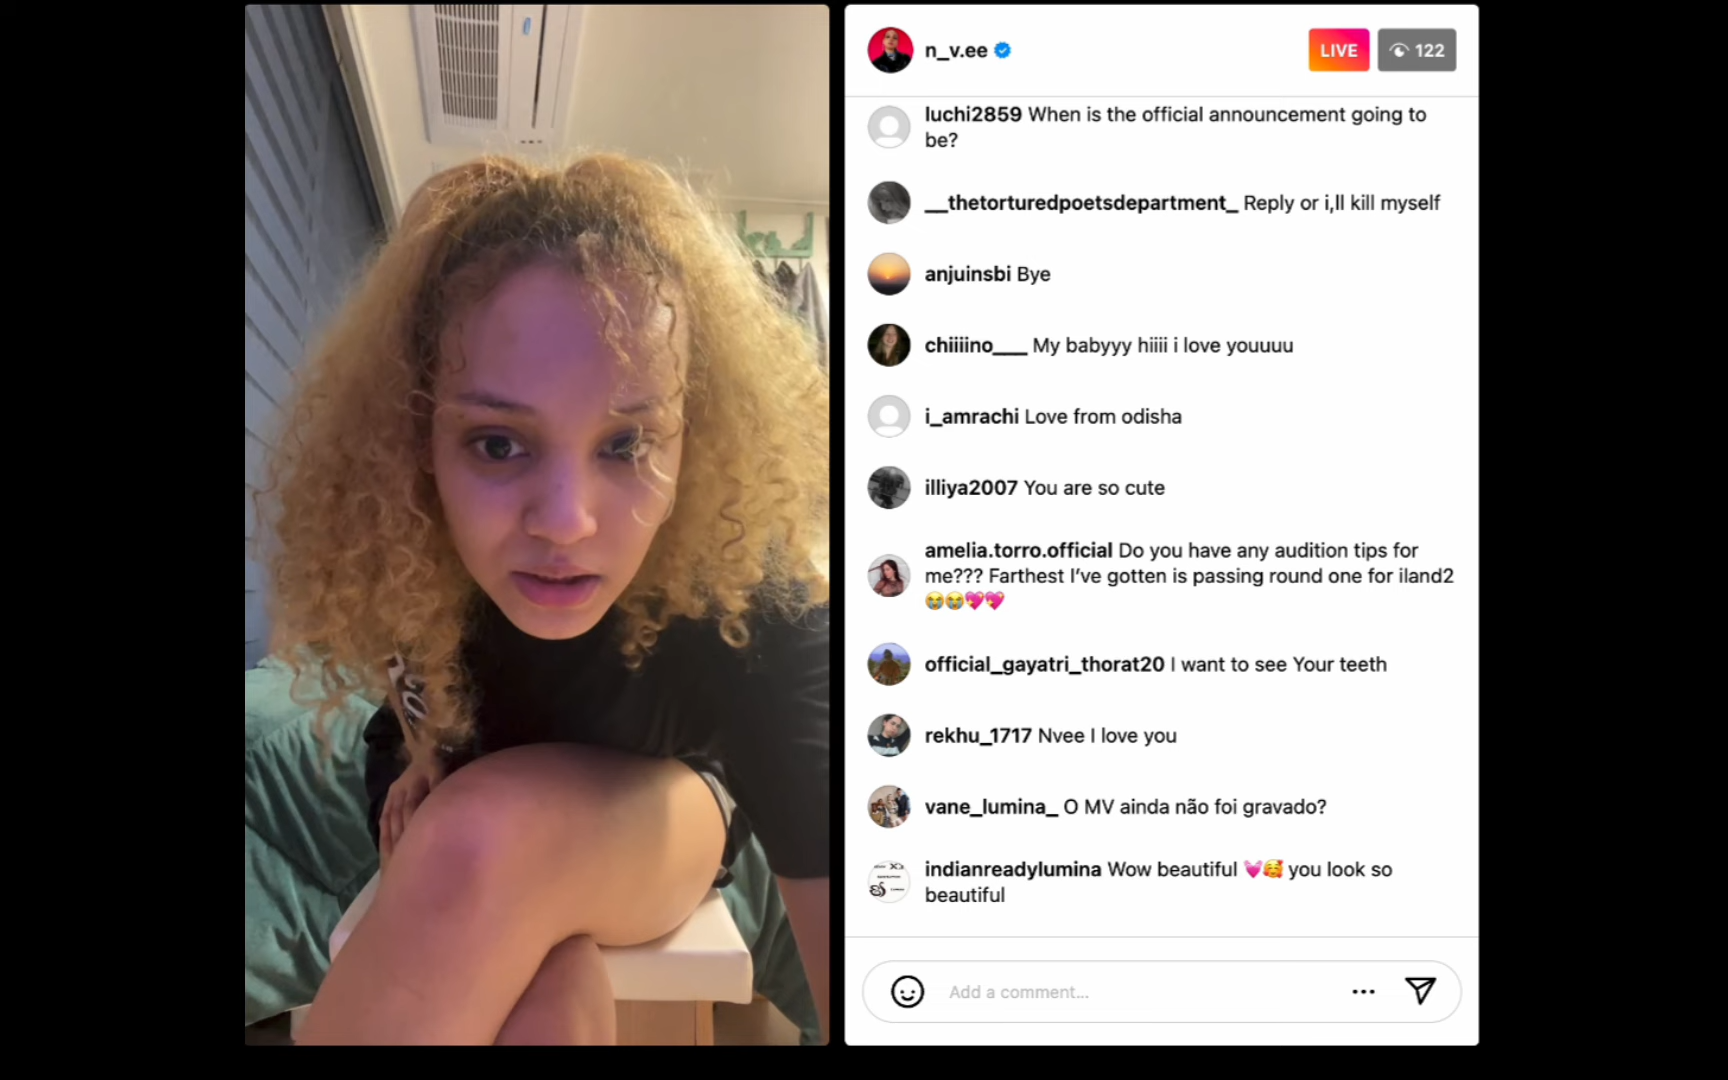 n_v.ee
LIVE
122
luchi2859 When is the official announcement going to
be?
__thetorturedpoetsdepartment_ Reply or i,ll kill myself
anjuinsbi Bye
chiiiino___ My babyyy hiiii i love youuuu
i_amrachi Love from odisha
illiya2007 You are so cute
amelia.torro.official Do you have any audition tips for
me??? Farthest I've gotten is passing round one for iland2
😭😭💖💖
official_gayatri_thorat20 I want to see Your teeth
rekhu_1717 Nvee I love you
vane_lumina_ O MV ainda não foi gravado?
indianreadylumina Wow beautiful 💓🥰 you look so
beautiful
Add a comment...